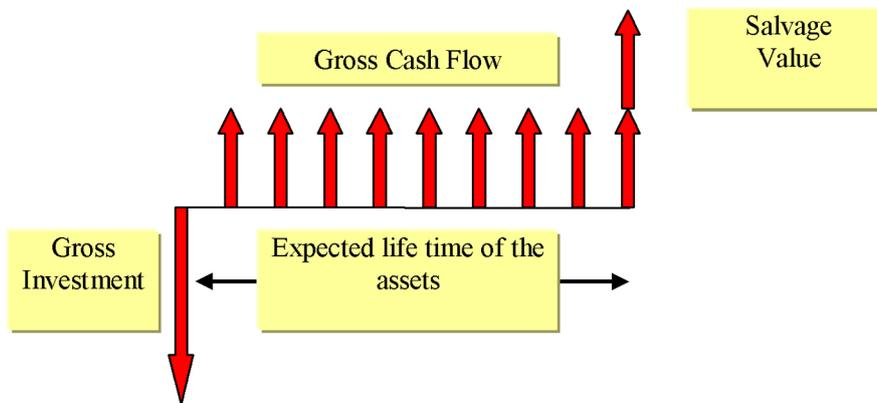 Gross Cash Flow
Salvage
Value
Gross
Investment
Expected life time of the
assets